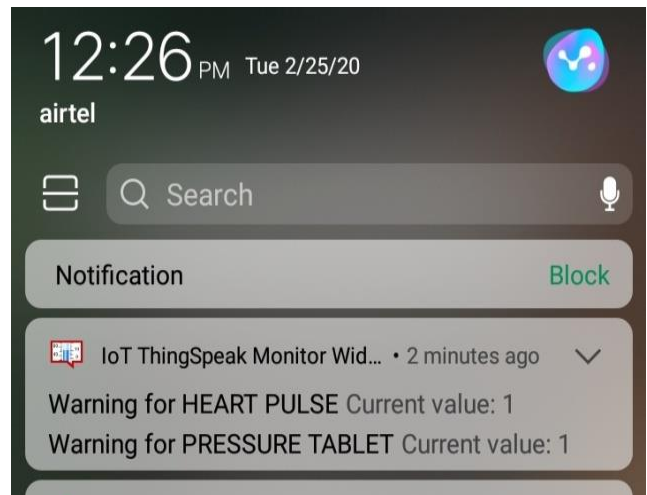 12:26 PM Tue 2/25/20
airtel
Search
Notification Block
IoT ThingSpeak Monitor Wid... • 2 minutes ago
Warning for HEART PULSE Current value: 1
Warning for PRESSURE TABLET Current value: 1